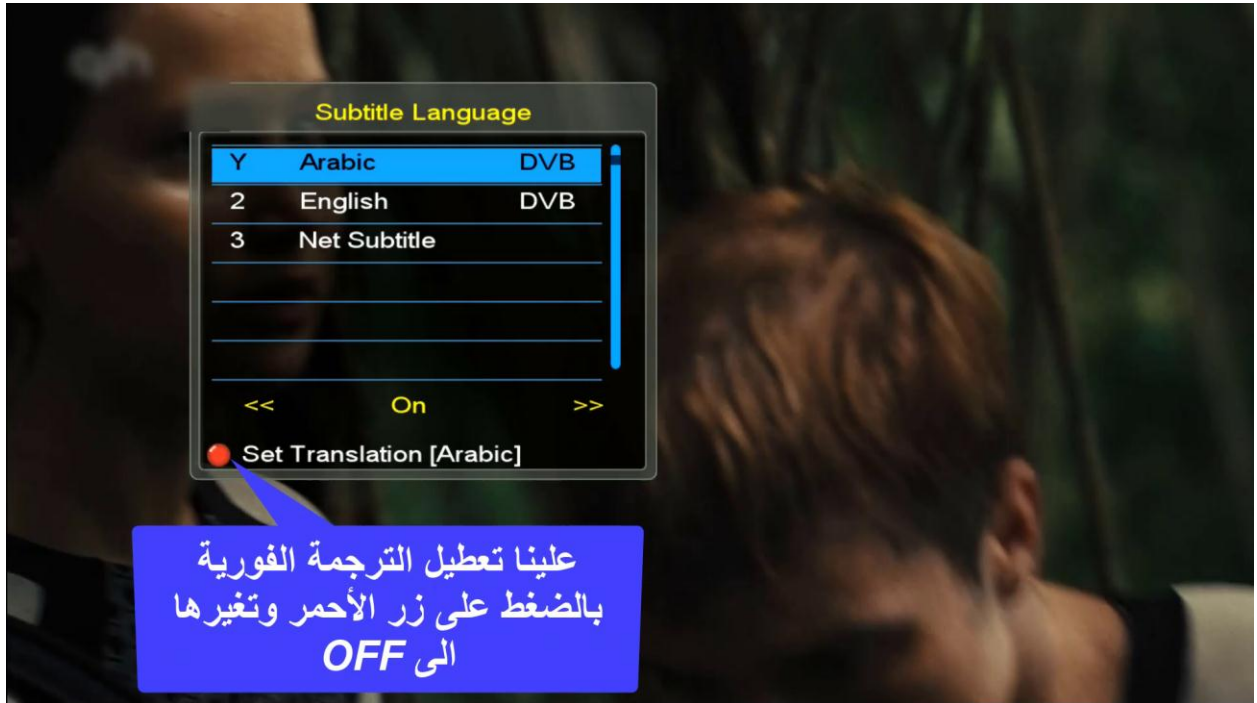 Subtitle Language
Y Arabic DVB
2 English DVB
3 Net Subtitle
<< On >>
Set Translation [Arabic]
علينا تعطيل الترجمة الفورية
بالضغط على زر الأحمر وتغيرها
الى OFF